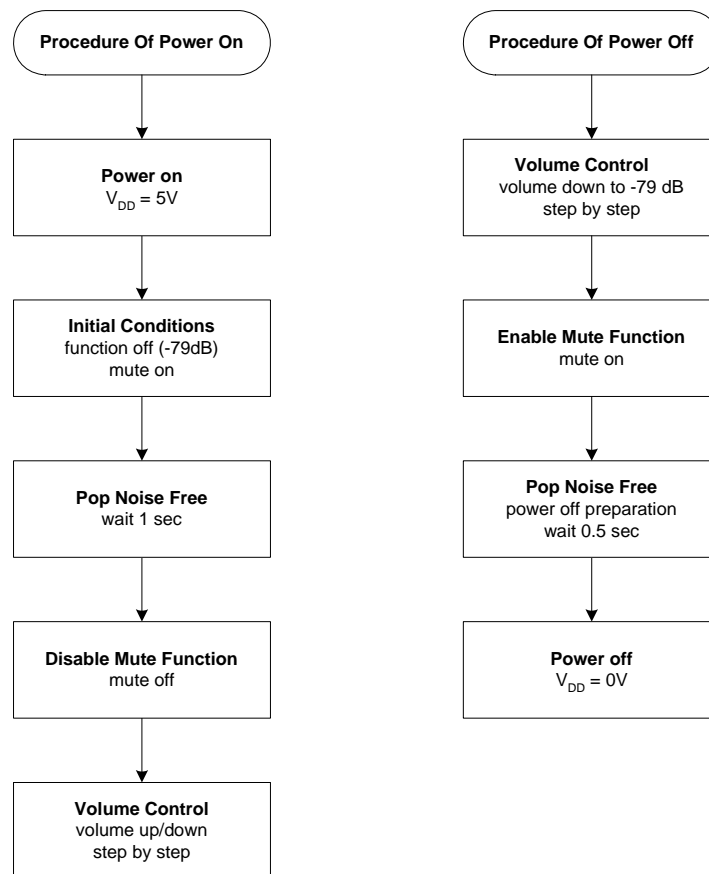 Procedure Of Power On
Power on
VDD = 5V
Initial Conditions
function off (-79dB)
mute on
Pop Noise Free
wait 1 sec
Disable Mute Function
mute off
Volume Control
volume up/down
step by step
Procedure Of Power Off
Volume Control
volume down to -79 dB
step by step
Enable Mute Function
mute on
Pop Noise Free
power off preparation
wait 0.5 sec
Power off
VDD = 0V